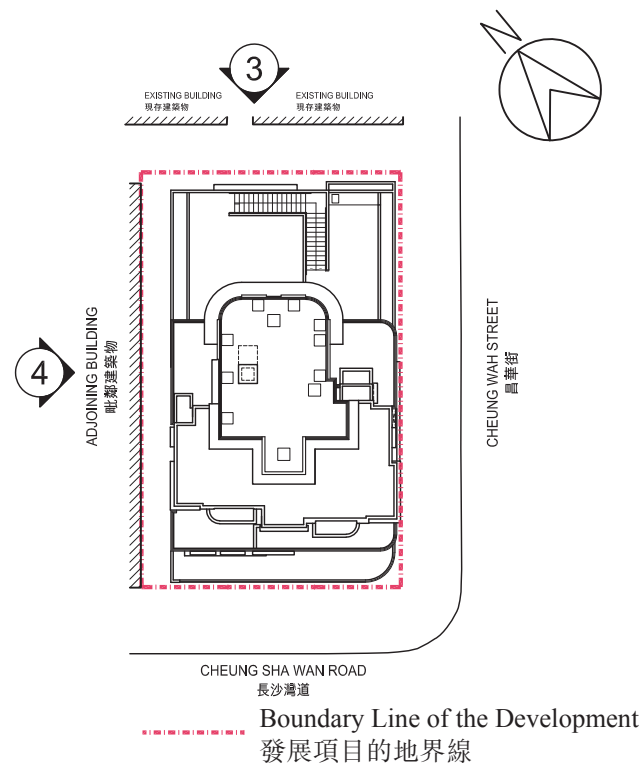 3
N
EXISTING BUILDING
現存建築物
EXISTING BUILDING
現存建築物
4
ADJOINING BUILDING
毗鄰建築物
CHEUNG WAH STREET
昌華街
CHEUNG SHA WAN ROAD
長沙灣道
Boundary Line of the Development
發展項目的地界線